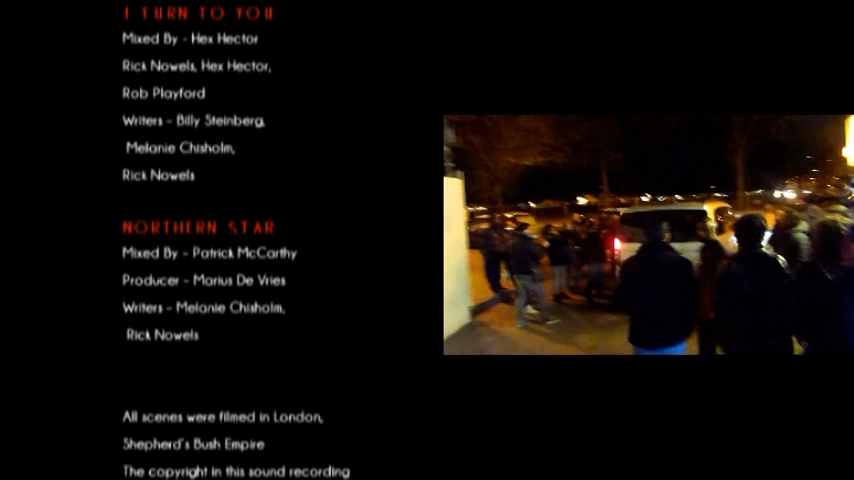 I TURN TO YOU
Mixed By - Hex Hector
Rick Nowels, Hex Hector,
Rob Playford
Writers - Billy Steinberg,
Melanie Chisholm,
Rick Nowels
NORTHERN STAR
Mixed By - Patrick McCarthy
Producer - Marius De Vries
Writers - Melanie Chisholm,
Rick Nowels
All scenes were filmed in London,
Shepherd's Bush Empire
The copyright in this sound recording